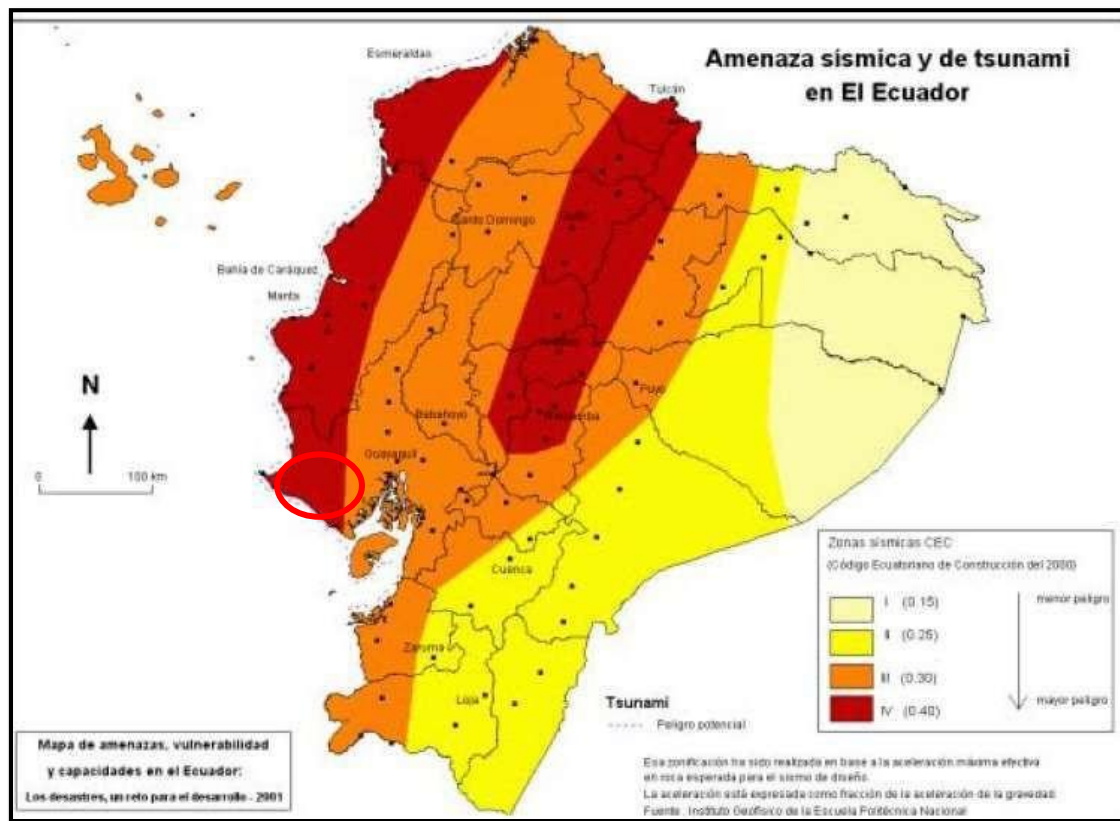 Amenaza sísmica y de tsunami
en El Ecuador
Esmeraldas
Tulcán
Santo Domingo
Bahía de Caráquez
Manta
N
0 100 km
Puyo
Babahoyo
Guayaquil
Cuenca
Zaruma
Loja
Zonas sísmicas CEC
(Código Ecuatoriano de Construcción del 2000)
I (0.15) menor peligro
II (0.25)
III (0.30)
IV (0.40) mayor peligro
Tsunami
Peligro potencial
Mapa de amenazas, vulnerabilidad
y capacidades en el Ecuador:
Los desastres, un reto para el desarrollo - 2001
Esa zonificación ha sido realizada en base a la aceleración máxima efectiva
en roca esperada para el sismo de diseño.
La aceleración está expresada como fracción de la aceleración de la gravedad
Fuente: Instituto Geofísico de la Escuela Politécnica Nacional